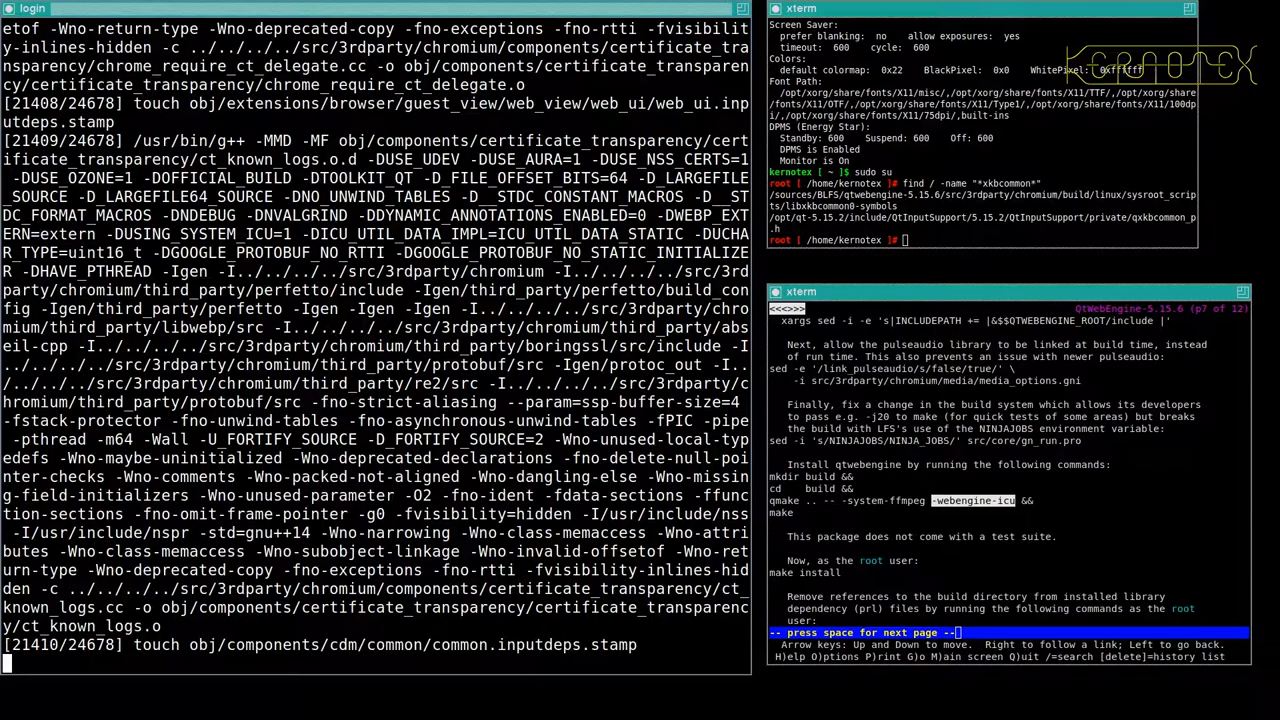 login
etof -Wno-return-type -Wno-deprecated-copy -fno-exceptions -fno-rtti -fvisibilit
y-inlines-hidden -c ../../../../src/3rdparty/chromium/components/certificate_tra
nsparency/chrome_require_ct_delegate.cc -o obj/components/certificate_transparen
cy/certificate_transparency/chrome_require_ct_delegate.o
[21408/24678] touch obj/extensions/browser/guest_view/web_view/web_ui/web_ui.inp
utdeps.stamp
[21409/24678] /usr/bin/g++ -MMD -MF obj/components/certificate_transparency/cert
ificate_transparency/ct_known_logs.o.d -DUSE_UDEV -DUSE_AURA=1 -DUSE_NSS_CERTS=1
 -DUSE_OZONE=1 -DOFFICIAL_BUILD -DTOOLKIT_QT -D_FILE_OFFSET_BITS=64 -D_LARGEFILE
_SOURCE -D_LARGEFILE64_SOURCE -DNO_UNWIND_TABLES -D__STDC_CONSTANT_MACROS -D__ST
DC_FORMAT_MACROS -DNDEBUG -DNVALGRIND -DDYNAMIC_ANNOTATIONS_ENABLED=0 -DWEBP_EXT
ERN=extern -DUSING_SYSTEM_ICU=1 -DICU_UTIL_DATA_IMPL=ICU_UTIL_DATA_STATIC -DUCHA
R_TYPE=uint16_t -DGOOGLE_PROTOBUF_NO_RTTI -DGOOGLE_PROTOBUF_NO_STATIC_INITIALIZE
R -DHAVE_PTHREAD -Igen -I../../../../src/3rdparty/chromium -I../../../../src/3rd
party/chromium/third_party/perfetto/include -Igen/third_party/perfetto/build_con
fig -Igen/third_party/perfetto -Igen -Igen -Igen -I../../../../src/3rdparty/chro
mium/third_party/libwebp/src -I../../../../src/3rdparty/chromium/third_party/abs
eil-cpp -I../../../../src/3rdparty/chromium/third_party/boringssl/src/include -I
../../../../src/3rdparty/chromium/third_party/protobuf/src -Igen/protoc_out -I..
/../../../src/3rdparty/chromium/third_party/re2/src -I../../../../src/3rdparty/c
hromium/third_party/protobuf/src -fno-strict-aliasing --param=ssp-buffer-size=4 
-fstack-protector -fno-unwind-tables -fno-asynchronous-unwind-tables -fPIC -pipe
 -pthread -m64 -Wall -U_FORTIFY_SOURCE -D_FORTIFY_SOURCE=2 -Wno-unused-local-typ
edefs -Wno-maybe-uninitialized -Wno-deprecated-declarations -fno-delete-null-poi
nter-checks -Wno-comments -Wno-packed-not-aligned -Wno-dangling-else -Wno-missin
g-field-initializers -Wno-unused-parameter -O2 -fno-ident -fdata-sections -ffunc
tion-sections -fno-omit-frame-pointer -g0 -fvisibility=hidden -I/usr/include/nss
 -I/usr/include/nspr -std=gnu++14 -Wno-narrowing -Wno-class-memaccess -Wno-attri
butes -Wno-class-memaccess -Wno-subobject-linkage -Wno-invalid-offsetof -Wno-ret
urn-type -Wno-deprecated-copy -fno-exceptions -fno-rtti -fvisibility-inlines-hid
den -c ../../../../src/3rdparty/chromium/components/certificate_transparency/ct_
known_logs.cc -o obj/components/certificate_transparency/certificate_transparenc
y/ct_known_logs.o
[21410/24678] touch obj/components/cdm/common/common.inputdeps.stamp
xterm
Screen Saver:
  prefer blanking:  no    allow exposures:  yes
  timeout:  600    cycle:  600
Colors:
  default colormap:  0x22    BlackPixel:  0x0    WhitePixel:  0xffffff
Font Path:
  /opt/xorg/share/fonts/X11/misc/,/opt/xorg/share/fonts/X11/TTF/,/opt/xorg/share
/fonts/X11/OTF/,/opt/xorg/share/fonts/X11/Type1/,/opt/xorg/share/fonts/X11/100dp
i/,/opt/xorg/share/fonts/X11/75dpi/,built-ins
DPMS (Energy Star):
  Standby: 600    Suspend: 600    Off: 600
  DPMS is Enabled
  Monitor is On
kernotex [ ~ ]$ sudo su
root [ /home/kernotex ]# find / -name "*xkbcommon*"
/sources/BLFS/qtwebengine-5.15.6/src/3rdparty/chromium/build/linux/sysroot_scrip
ts/libxkbcommon0-symbols
/opt/qt-5.15.2/include/QtInputSupport/5.15.2/QtInputSupport/private/qxkbcommon_p
.h
root [ /home/kernotex ]#
KERNOTEX
xterm
<<<>>> QtWebEngine-5.15.6 (p7 of 12)
xargs sed -i -e 's|INCLUDEPATH += |&$$QTWEBENGINE_ROOT/include |'
Next, allow the pulseaudio library to be linked at build time, instead
of run time. This also prevents an issue with newer pulseaudio:
sed -e '/link_pulseaudio/s/false/true/' \
    -i src/3rdparty/chromium/media/media_options.gni
Finally, fix a change in the build system which allows its developers
to pass e.g. -j20 to make (for quick tests of some areas) but breaks
the build with LFS's use of the NINJAJOBS environment variable:
sed -i 's/NINJAJOBS/NINJA_JOBS/' src/core/gn_run.pro
Install qtwebengine by running the following commands:
mkdir build &&
cd    build &&
qmake .. -- -system-ffmpeg -webengine-icu &&
make
This package does not come with a test suite.
Now, as the root user:
make install
Remove references to the build directory from installed library
dependency (prl) files by running the following commands as the root
user:
-- press space for next page --
  Arrow keys: Up and Down to move.  Right to follow a link; Left to go back.
 H)elp O)ptions P)rint G)o M)ain screen Q)uit /=search [delete]=history list